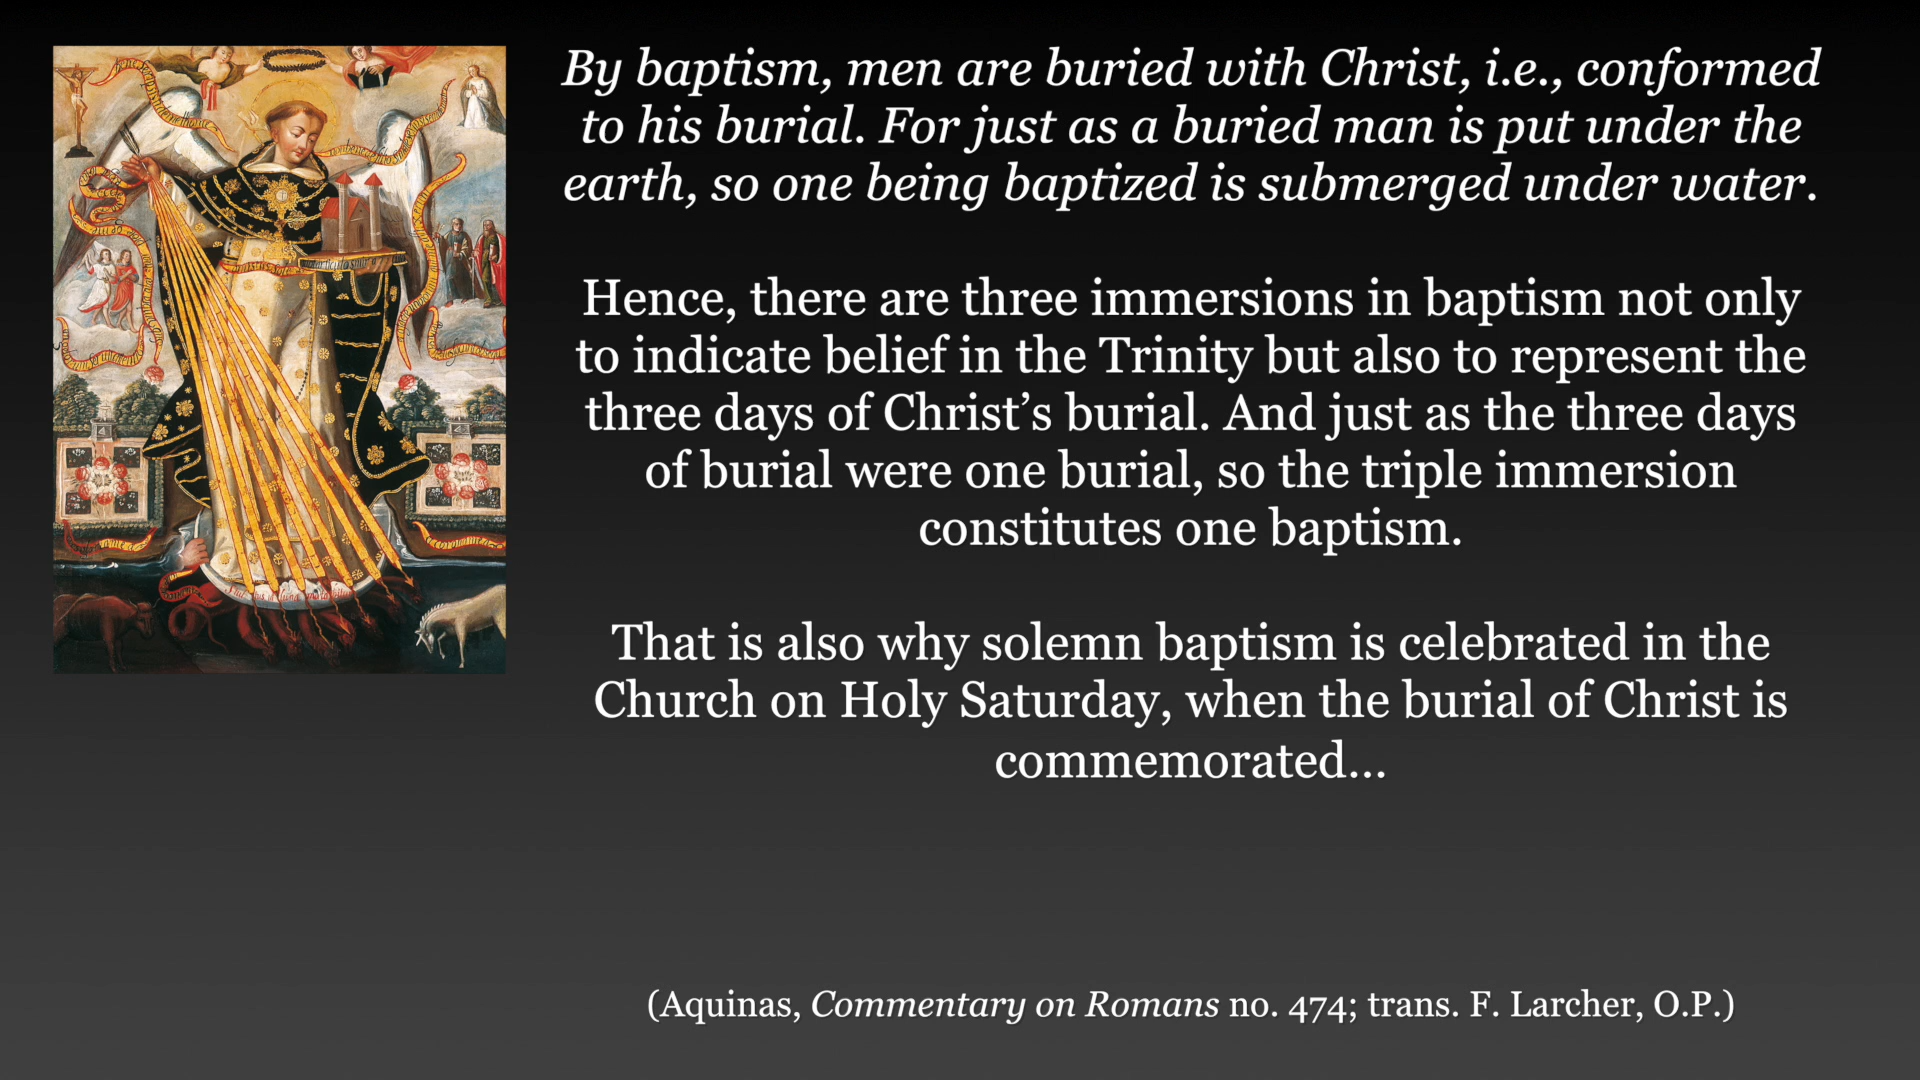 By baptism, men are buried with Christ, i.e., conformed
to his burial. For just as a buried man is put under the
earth, so one being baptized is submerged under water.
Hence, there are three immersions in baptism not only
to indicate belief in the Trinity but also to represent the
three days of Christ’s burial. And just as the three days
of burial were one burial, so the triple immersion
constitutes one baptism.
That is also why solemn baptism is celebrated in the
Church on Holy Saturday, when the burial of Christ is
commemorated...
(Aquinas, Commentary on Romans no. 474; trans. F. Larcher, O.P.)